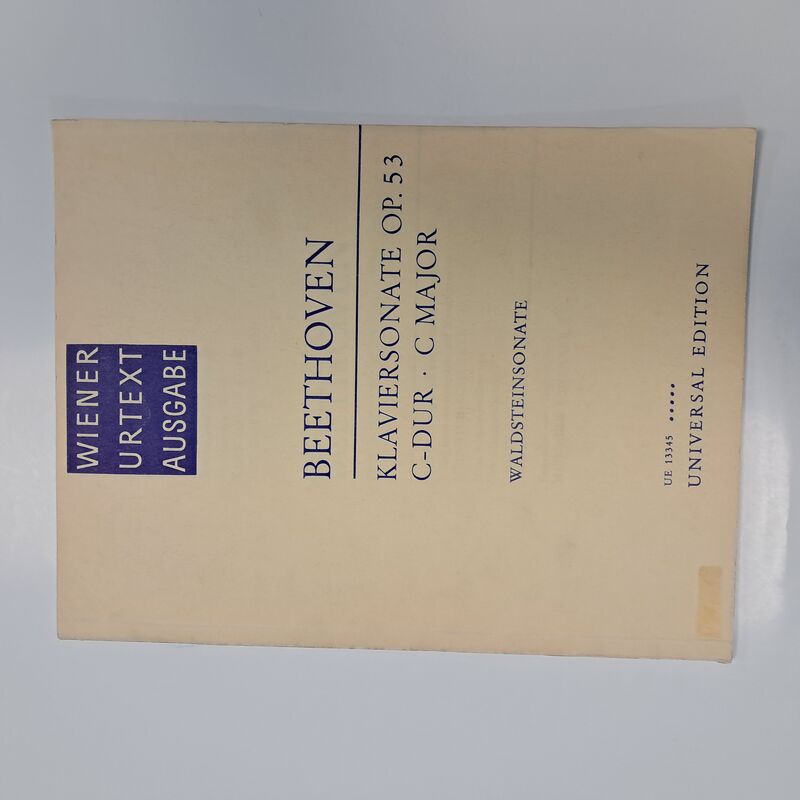 WIENER
URTEXT
AUSGABE
BEETHOVEN
KLAVIERSONATE OP. 53
C-DUR · C MAJOR
WALDSTEINSONATE
UE 13345 •••••
UNIVERSAL EDITION